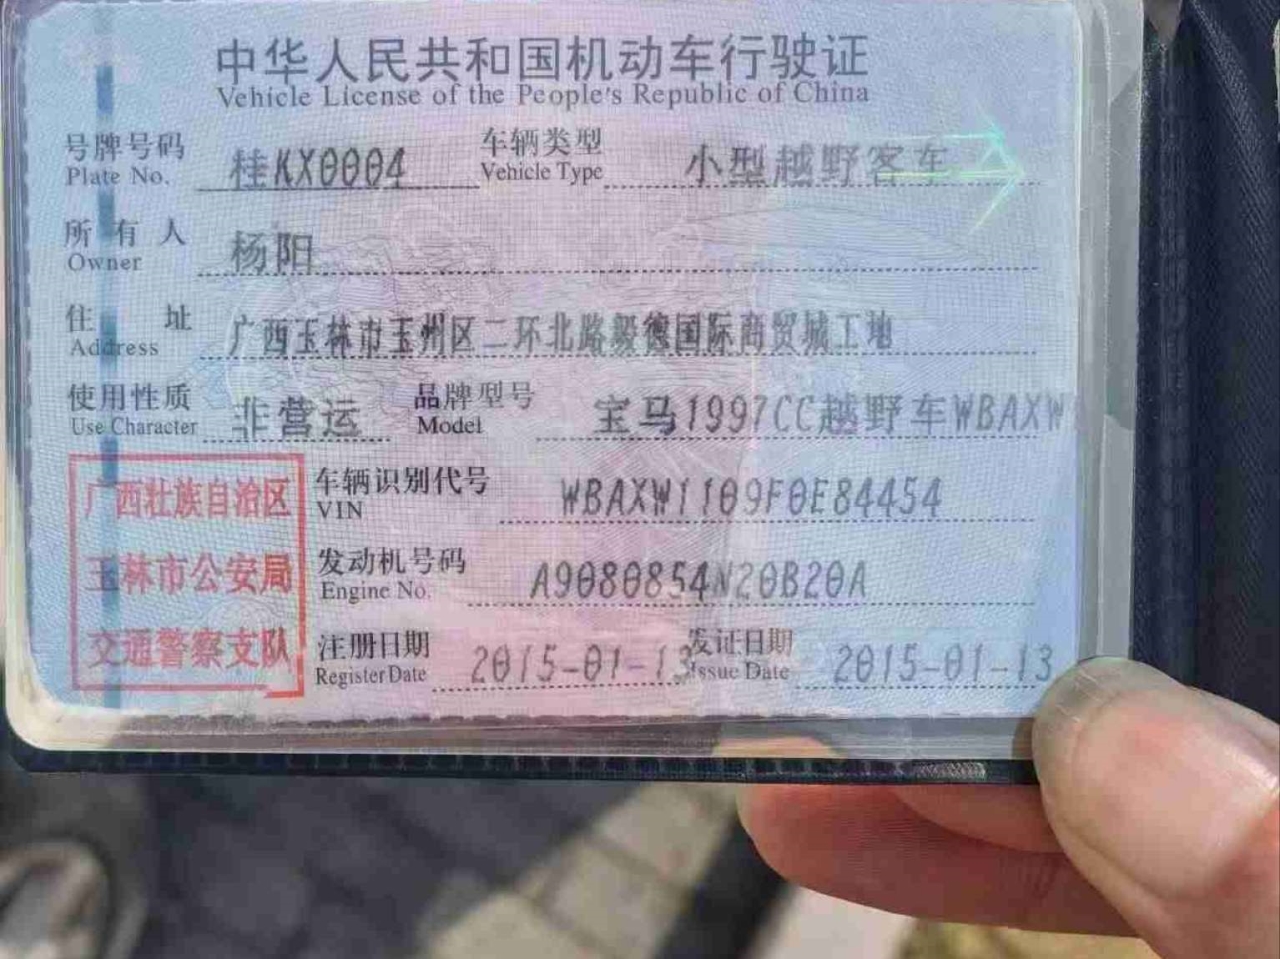 中华人民共和国机动车行驶证
Vehicle License of the People's Republic of China
号牌号码 桂KX0004 车辆类型 小型越野客车
Plate No. Vehicle Type
所有人 杨阳
Owner
住址 广西玉林市玉州区二环北路毅德国际商贸城工地
Address
使用性质 非营运 品牌型号 宝马1997CC越野车WBAXW
Use Character Model
广西壮族自治区
玉林市公安局
交通警察支队
车辆识别代号 WBAXW1109F0E84454
VIN
发动机号码 A9080854N20B20A
Engine No.
注册日期 2015-01-13 发证日期 2015-01-13
Register Date Issue Date